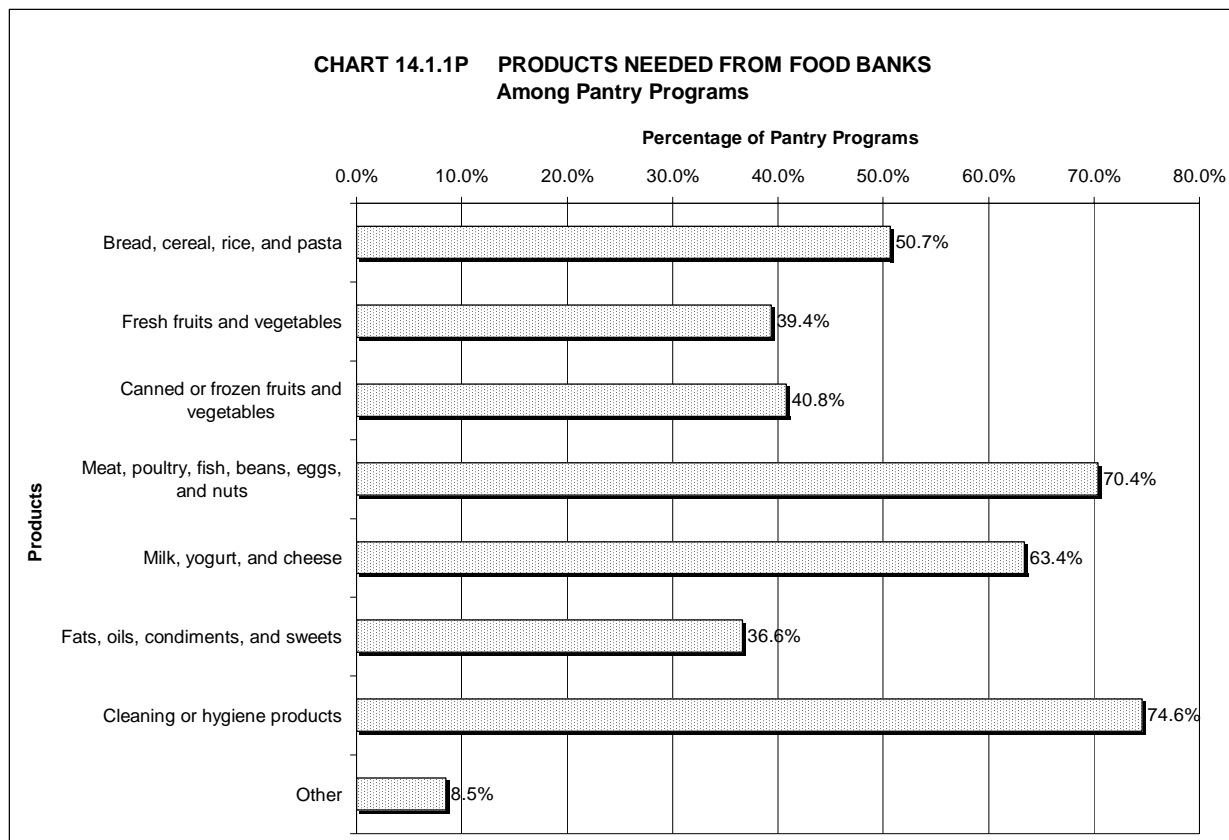 CHART 14.1.1P PRODUCTS NEEDED FROM FOOD BANKS
Among Pantry Programs
Percentage of Pantry Programs
0.0% 10.0% 20.0% 30.0% 40.0% 50.0% 60.0% 70.0% 80.0%
Products
Bread, cereal, rice, and pasta 50.7%
Fresh fruits and vegetables 39.4%
Canned or frozen fruits and
vegetables 40.8%
Meat, poultry, fish, beans, eggs,
and nuts 70.4%
Milk, yogurt, and cheese 63.4%
Fats, oils, condiments, and sweets 36.6%
Cleaning or hygiene products 74.6%
Other 8.5%